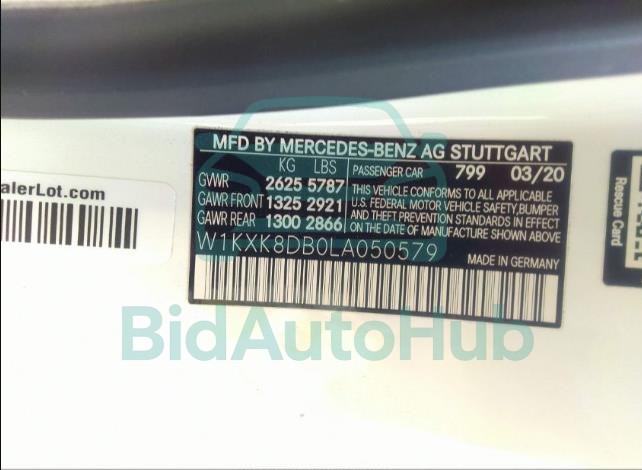 MFD BY MERCEDES-BENZ AG STUTTGART
KG LBS PASSENGER CAR 799 03/20
GVWR 2625 5787
GAWR FRONT 1325 2921
GAWR REAR 1300 2866
THIS VEHICLE CONFORMS TO ALL APPLICABLE
U.S. FEDERAL MOTOR VEHICLE SAFETY,BUMPER
AND THEFT PREVENTION STANDARDS IN EFFECT
ON THE DATE OF MANUFACTURE SHOWN ABOVE
W1KXK8DB0LA050579
MADE IN GERMANY
alerLot.com
Rescue Card
BidAutoHub